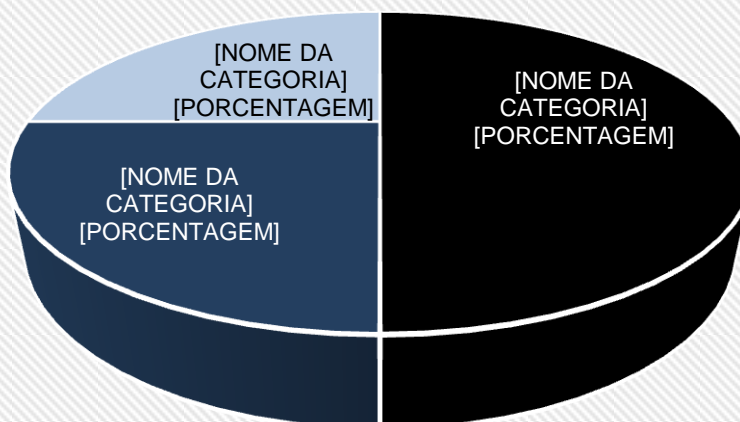 [NOME DA
CATEGORIA]
[PORCENTAGEM]
[NOME DA
CATEGORIA]
[PORCENTAGEM]
[NOME DA
CATEGORIA]
[PORCENTAGEM]